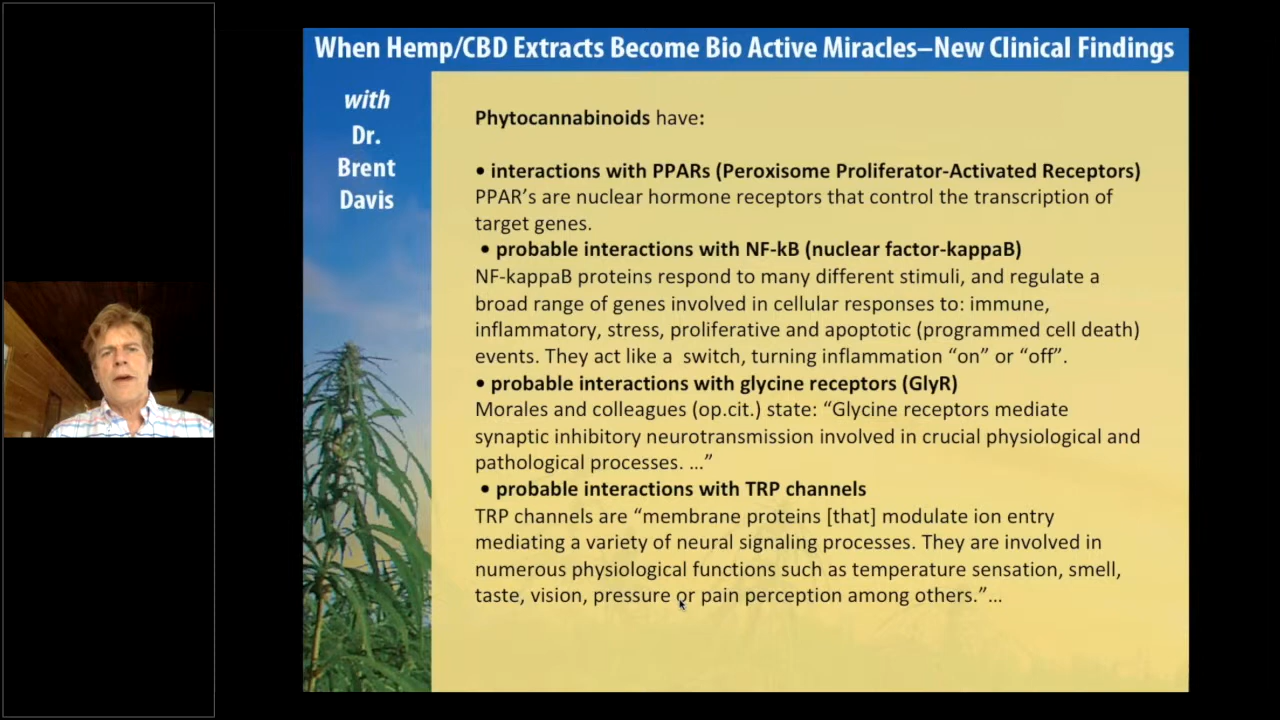 When Hemp/CBD Extracts Become Bio Active Miracles–New Clinical Findings
with
Dr.
Brent
Davis
Phytocannabinoids have:
• interactions with PPARs (Peroxisome Proliferator-Activated Receptors)
PPAR’s are nuclear hormone receptors that control the transcription of
target genes.
• probable interactions with NF-kB (nuclear factor-kappaB)
NF-kappaB proteins respond to many different stimuli, and regulate a
broad range of genes involved in cellular responses to: immune,
inflammatory, stress, proliferative and apoptotic (programmed cell death)
events. They act like a  switch, turning inflammation “on” or “off”.
• probable interactions with glycine receptors (GlyR)
Morales and colleagues (op.cit.) state: “Glycine receptors mediate
synaptic inhibitory neurotransmission involved in crucial physiological and
pathological processes. …”
• probable interactions with TRP channels
TRP channels are “membrane proteins [that] modulate ion entry
mediating a variety of neural signaling processes. They are involved in
numerous physiological functions such as temperature sensation, smell,
taste, vision, pressure or pain perception among others.”…